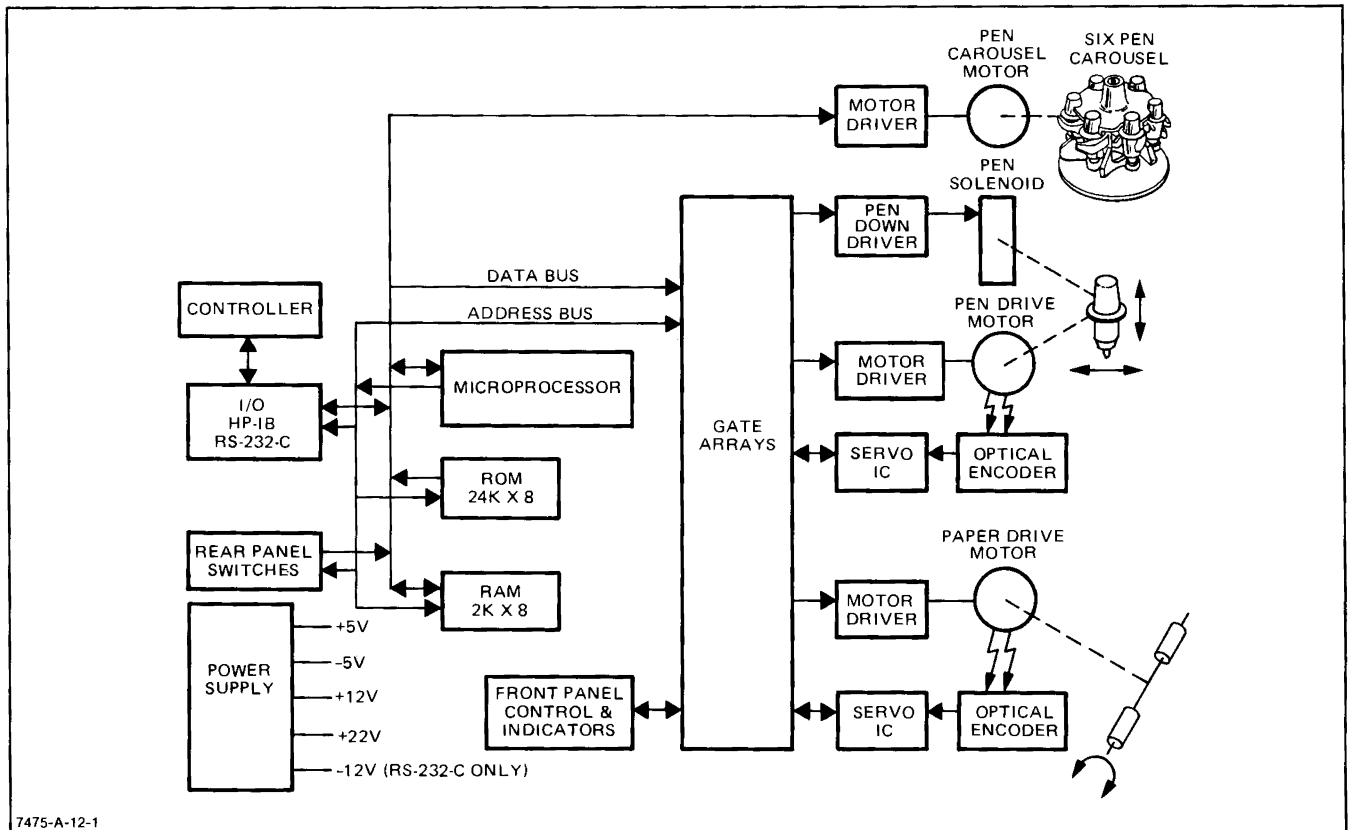 PEN
CAROUSEL
MOTOR
SIX PEN
CAROUSEL
MOTOR
DRIVER
PEN
SOLENOID
PEN
DOWN
DRIVER
DATA BUS
CONTROLLER
ADDRESS BUS
PEN DRIVE
MOTOR
MICROPROCESSOR
MOTOR
DRIVER
I/O
HP-IB
RS-232-C
GATE
ARRAYS
SERVO
IC
OPTICAL
ENCODER
ROM
24K X 8
REAR PANEL
SWITCHES
PAPER DRIVE
MOTOR
RAM
2K X 8
MOTOR
DRIVER
POWER
SUPPLY
+5V
-5V
+12V
+22V
-12V (RS-232-C ONLY)
FRONT PANEL
CONTROL &
INDICATORS
SERVO
IC
OPTICAL
ENCODER
7475-A-12-1